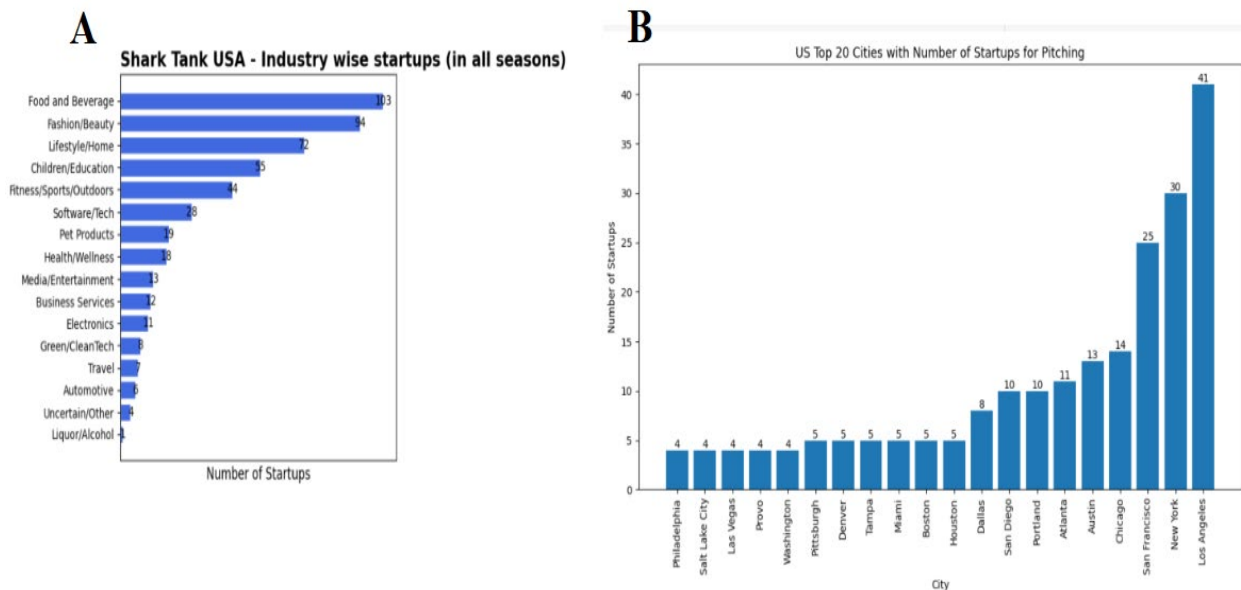 A
Shark Tank USA - Industry wise startups (in all seasons)
Food and Beverage 103
Fashion/Beauty 94
Lifestyle/Home 72
Children/Education 55
Fitness/Sports/Outdoors 44
Software/Tech 28
Pet Products 19
Health/Wellness 18
Media/Entertainment 13
Business Services 12
Electronics 11
Green/CleanTech 8
Travel 7
Automotive 6
Uncertain/Other 4
Liquor/Alcohol 1
Number of Startups
B
US Top 20 Cities with Number of Startups for Pitching
Number of Startups
40
35
30
25
20
15
10
5
0
4 4 4 4 4 5 5 5 5 5 5 8 10 10 11 13 14 25 30 41
Philadelphia
Salt Lake City
Las Vegas
Provo
Washington
Pittsburgh
Denver
Tampa
Miami
Boston
Houston
Dallas
San Diego
Portland
Atlanta
Austin
Chicago
San Francisco
New York
Los Angeles
City